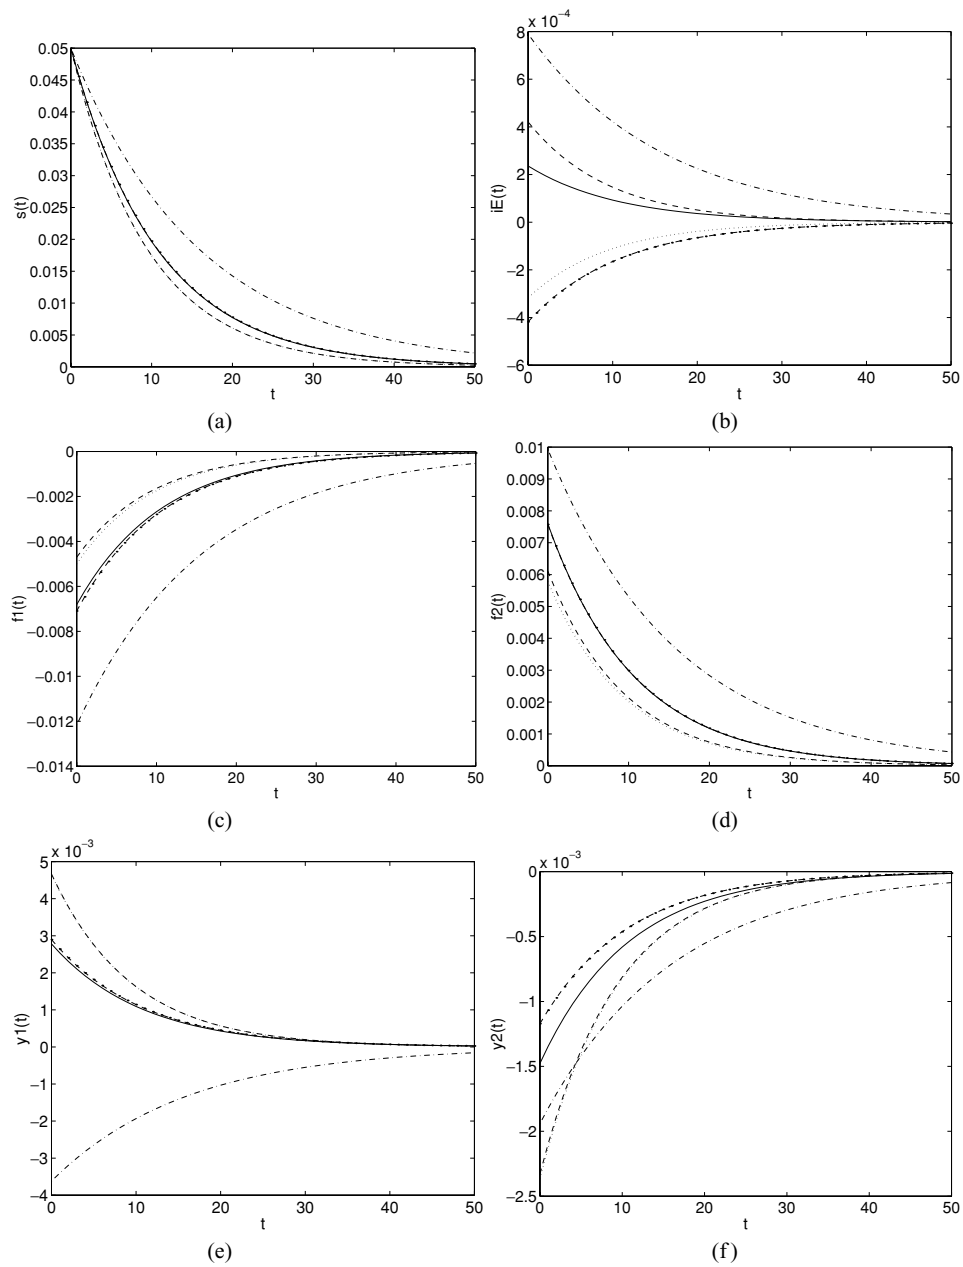 0.05
0.045
0.04
0.035
0.03
0.025
0.02
0.015
0.01
0.005
0
s(t)
0 10 20 30 40 50
t
(a)
x 10−4
8
6
4
2
0
−2
−4
−6
iE(t)
0 10 20 30 40 50
t
(b)
0
−0.002
−0.004
−0.006
−0.008
−0.01
−0.012
−0.014
f1(t)
0 10 20 30 40 50
t
(c)
0.01
0.009
0.008
0.007
0.006
0.005
0.004
0.003
0.002
0.001
0
f2(t)
0 10 20 30 40 50
t
(d)
x 10−3
5
4
3
2
1
0
−1
−2
−3
−4
y1(t)
0 10 20 30 40 50
t
(e)
x 10−3
0
−0.5
−1
−1.5
−2
−2.5
y2(t)
0 10 20 30 40 50
t
(f)